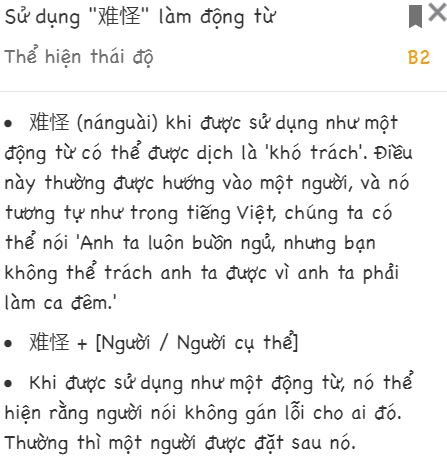 Sử dụng "难怪" làm động từ
Thể hiện thái độ
B2
• 难怪 (nánguài) khi được sử dụng như một
động từ có thể được dịch là 'khó trách'. Điều
này thường được hướng vào một người, và nó
tương tự như trong tiếng Việt, chúng ta có
thể nói 'Anh ta luôn buồn ngủ, nhưng bạn
không thể trách anh ta được vì anh ta phải
làm ca đêm.'
• 难怪 + [Người / Người cụ thể]
• Khi được sử dụng như một động từ, nó thể
hiện rằng người nói không gán lỗi cho ai đó.
Thường thì một người được đặt sau nó.